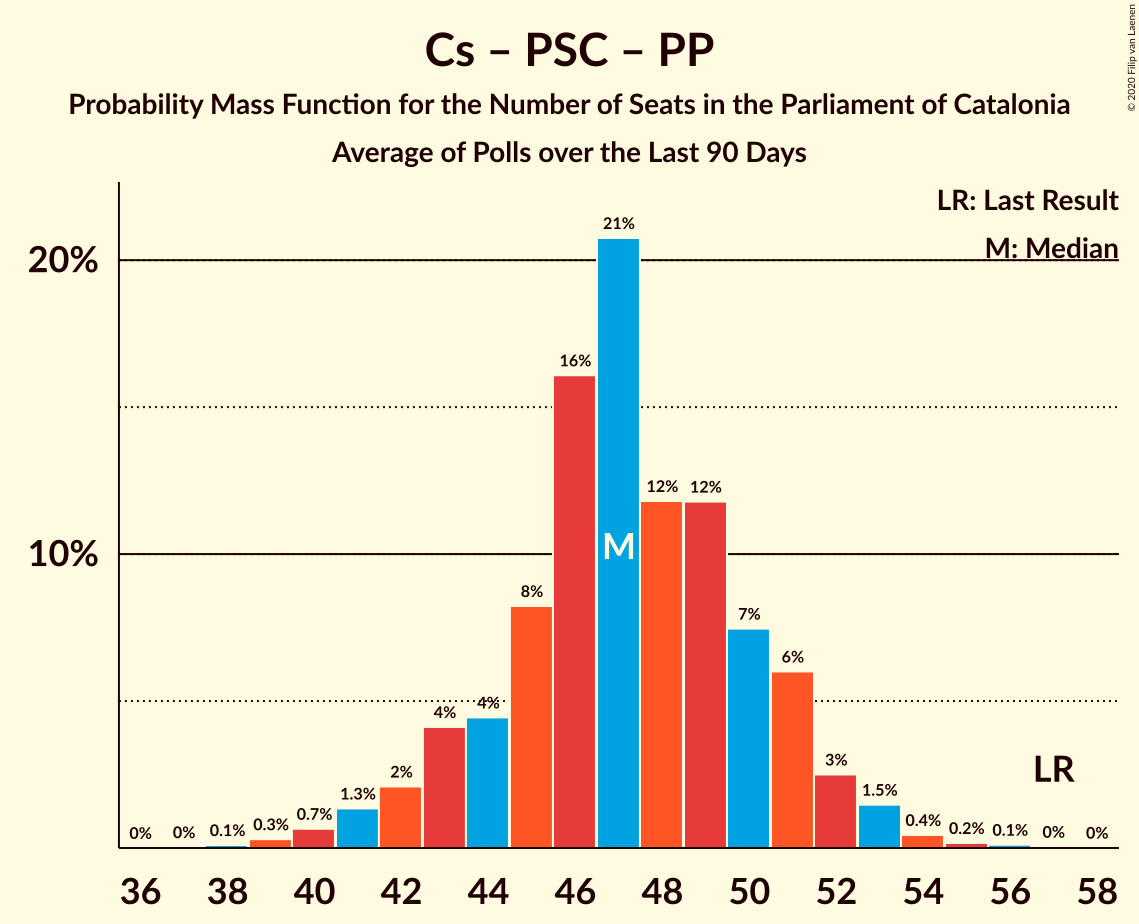 Cs – PSC – PP
Probability Mass Function for the Number of Seats in the Parliament of Catalonia
Average of Polls over the Last 90 Days
© 2020 Filip van Laenen
LR: Last Result
M: Median
20%
10%
0% 0% 0.1% 0.3% 0.7% 1.3% 2% 4% 4% 8% 16% 21% 12% 12% 7% 6% 3% 1.5% 0.4% 0.2% 0.1% 0% 0%
M
LR
36 38 40 42 44 46 48 50 52 54 56 58